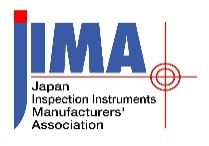 JIMA
Japan
Inspection Instruments
Manufacturers'
Association